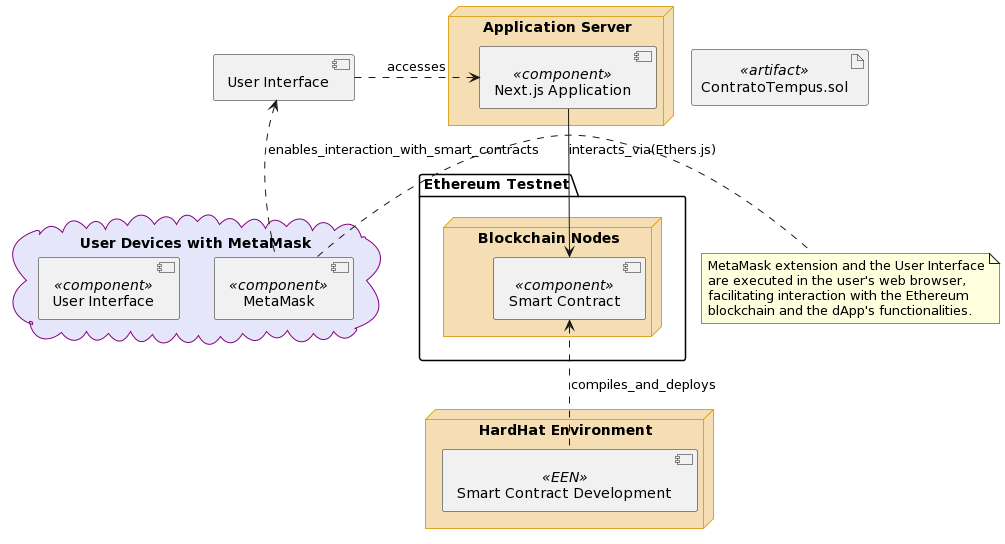 Application Server
«component»
Next.js Application
«artifact»
ContratoTempus.sol
User Interface
accesses
enables_interaction_with_smart_contracts
interacts_via(Ethers.js)
Ethereum Testnet
Blockchain Nodes
«component»
Smart Contract
User Devices with MetaMask
«component»
User Interface
«component»
MetaMask
MetaMask extension and the User Interface
are executed in the user's web browser,
facilitating interaction with the Ethereum
blockchain and the dApp's functionalities.
compiles_and_deploys
HardHat Environment
«EEN»
Smart Contract Development